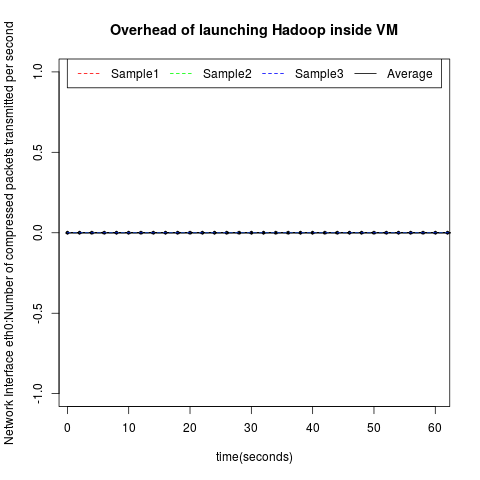 Overhead of launching Hadoop inside VM
Network Interface eth0:Number of compressed packets transmitted per second
Sample1 Sample2 Sample3 Average
1.0
0.5
0.0
-0.5
-1.0
0 10 20 30 40 50 60
time(seconds)